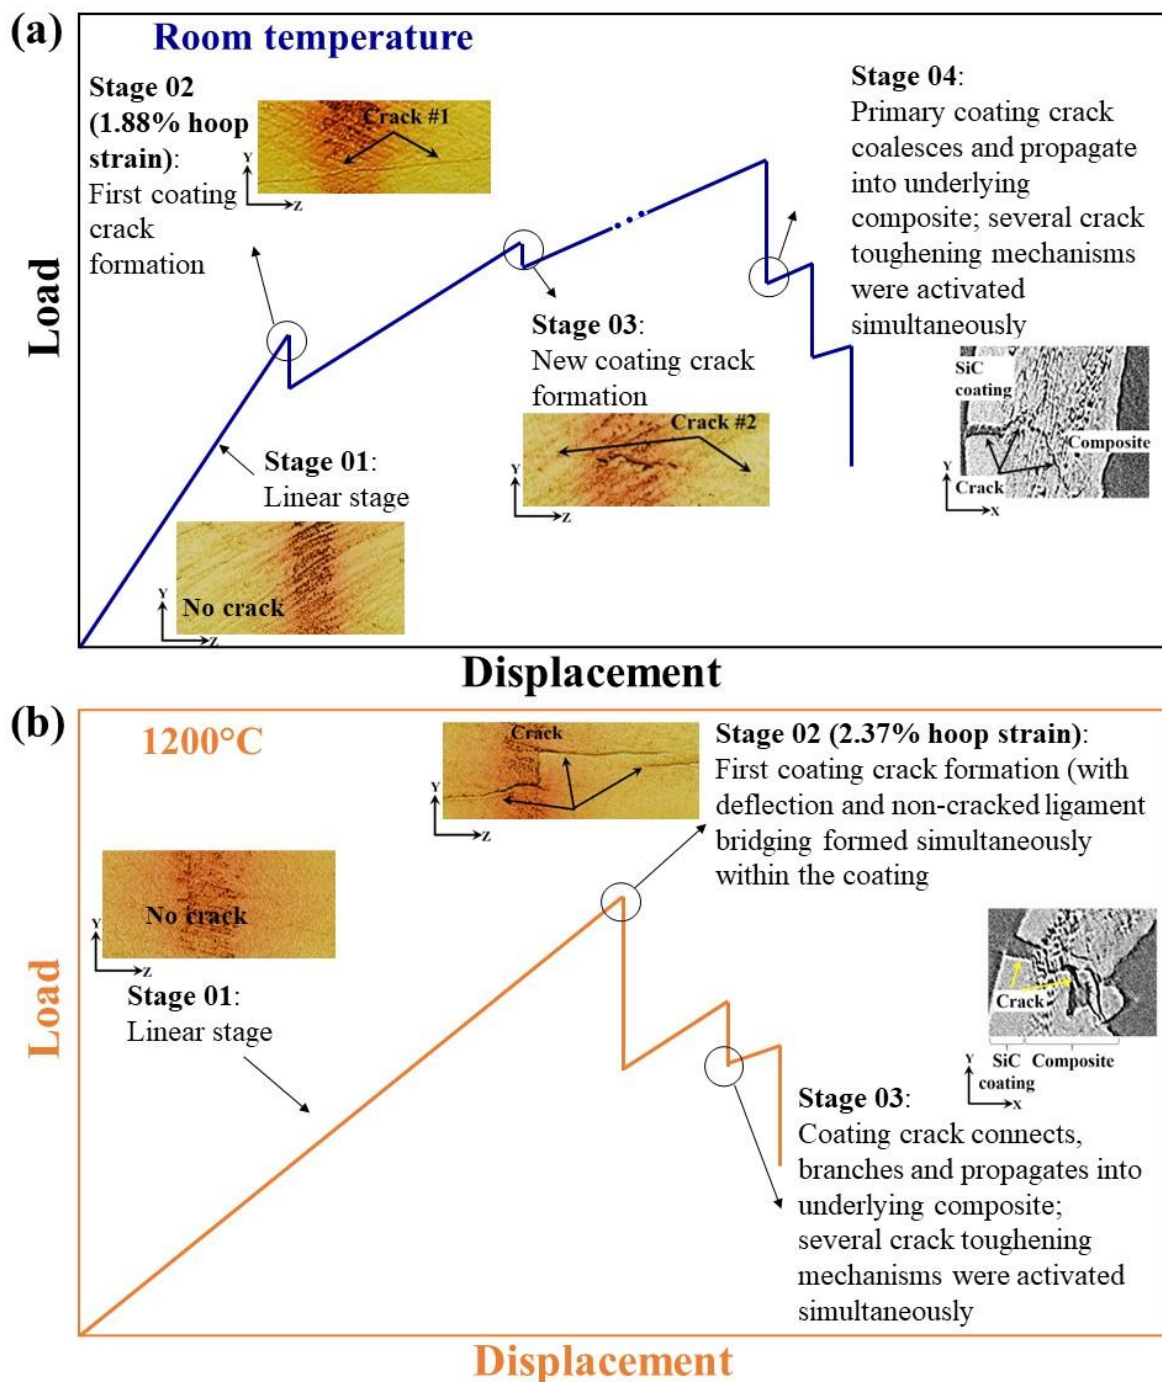 (a)
Room temperature
Stage 02
(1.88% hoop
strain):
First coating
crack
formation
Crack #1
Y
Z
Stage 04:
Primary coating crack
coalesces and propagate
into underlying
composite; several crack
toughening mechanisms
were activated
simultaneously
Load
Stage 03:
New coating crack
formation
Crack #2
Y
Z
SiC
coating
Composite
Crack
Y
X
Stage 01:
Linear stage
No crack
Y
Z
Displacement
(b)
1200°C
Crack
Y
Z
Stage 02 (2.37% hoop strain):
First coating crack formation (with
deflection and non-cracked ligament
bridging formed simultaneously
within the coating
No crack
Y
Z
Stage 01:
Linear stage
Load
Crack
SiC
coating
Composite
Y
X
Stage 03:
Coating crack connects,
branches and propagates into
underlying composite;
several crack toughening
mechanisms were activated
simultaneously
Displacement